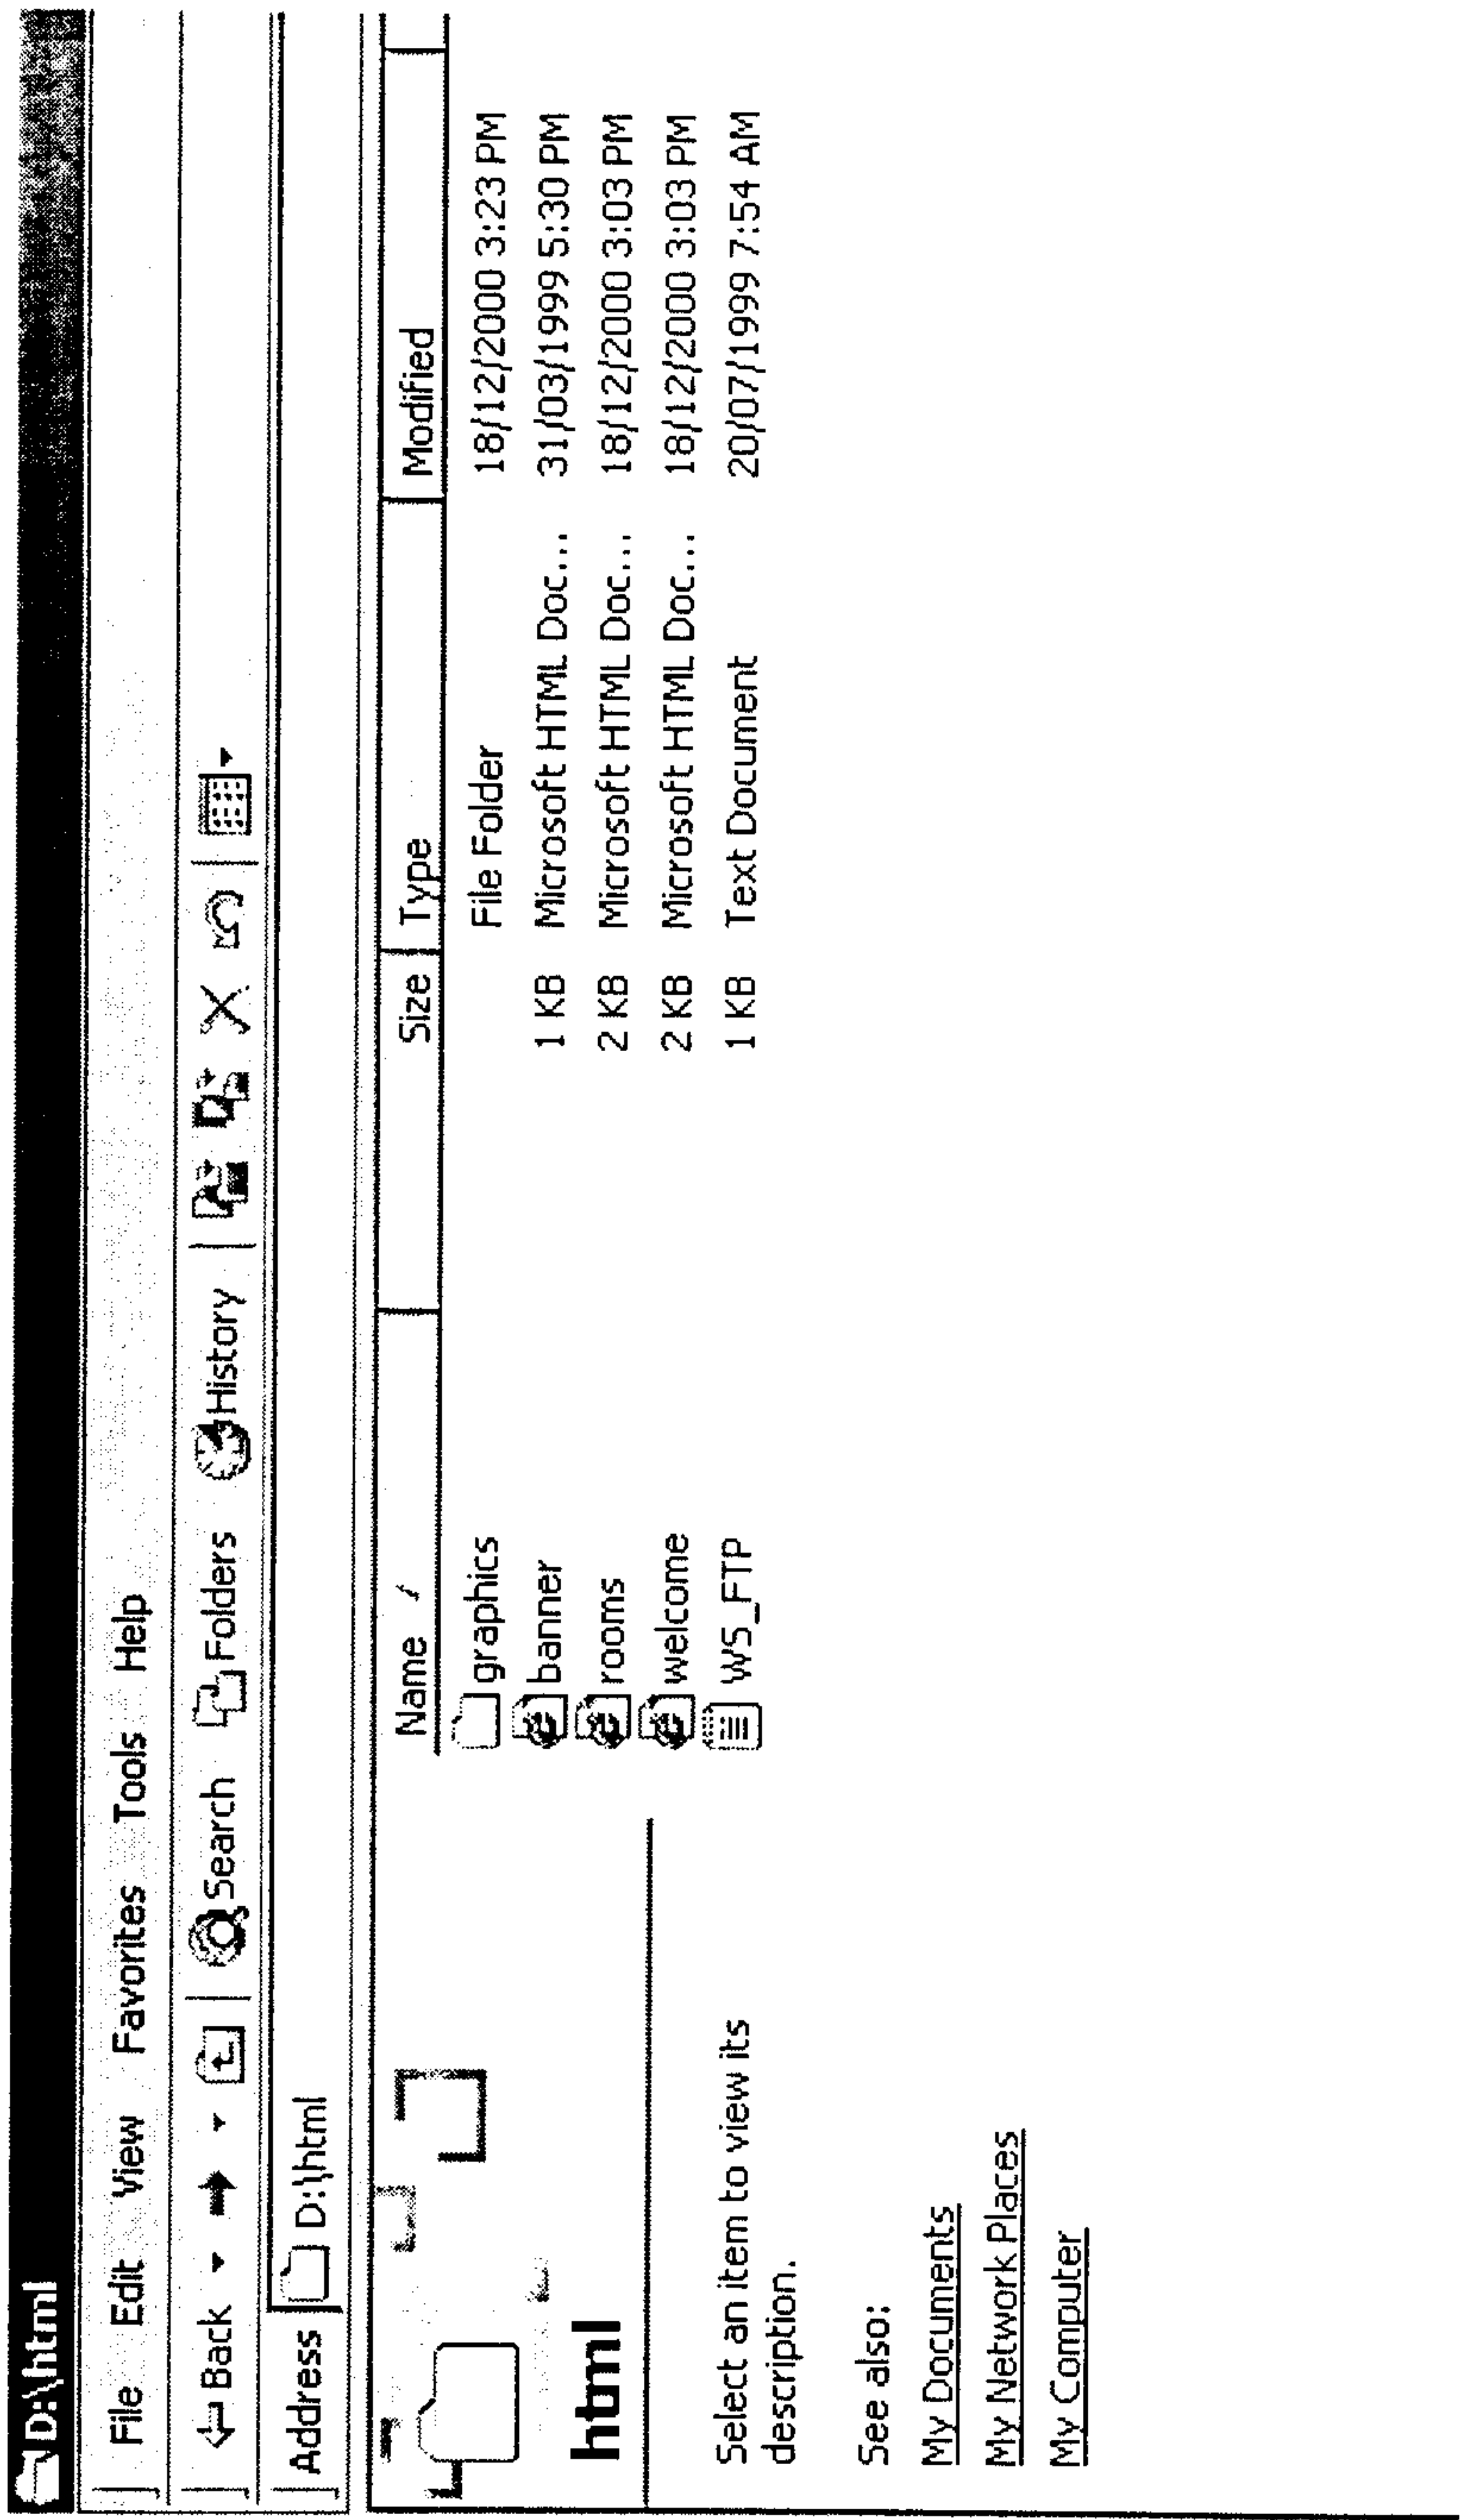 D:\html
File Edit View Favorites Tools Help
Back Search Folders History
Address D:\html
html
Select an item to view its
description.
See also:
My Documents
My Network Places
My Computer
Name Size Type Modified
graphics File Folder 18/12/2000 3:23 PM
banner 1 KB Microsoft HTML Doc... 31/03/1999 5:30 PM
rooms 2 KB Microsoft HTML Doc... 18/12/2000 3:03 PM
welcome 2 KB Microsoft HTML Doc... 18/12/2000 3:03 PM
WS_FTP 1 KB Text Document 20/07/1999 7:54 AM